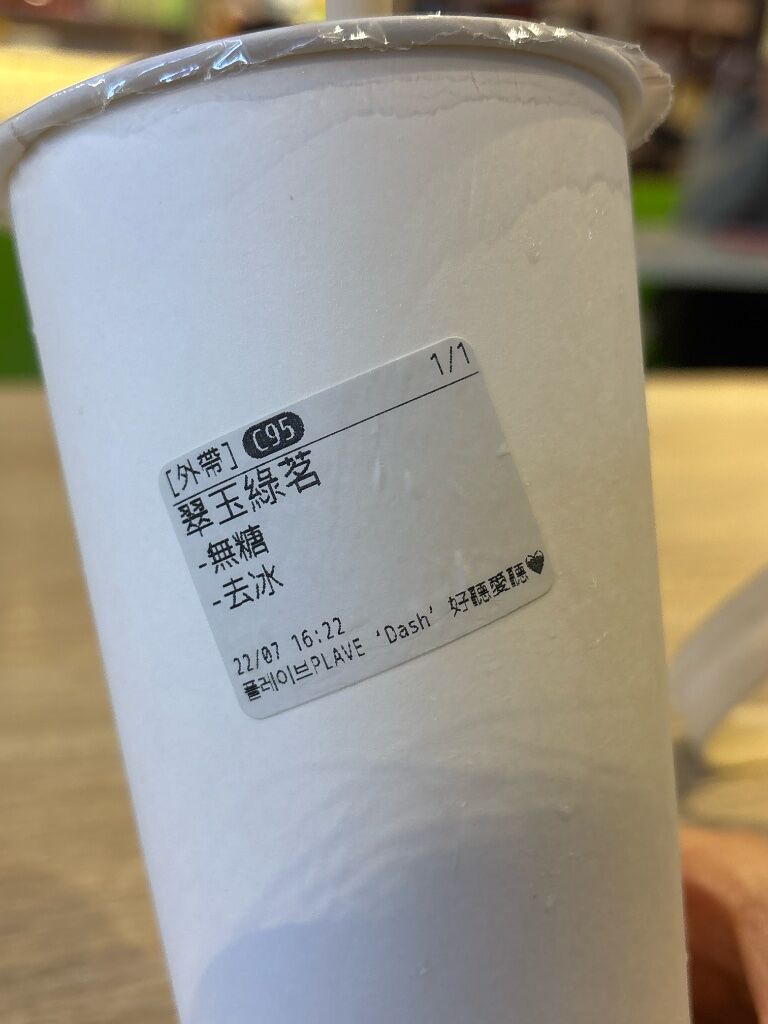 1/1
[外帶] C95
翠玉綠茗
-無糖
-去冰
22/07 16:22
플레이브PLAVE 'Dash' 好聽愛聽♥